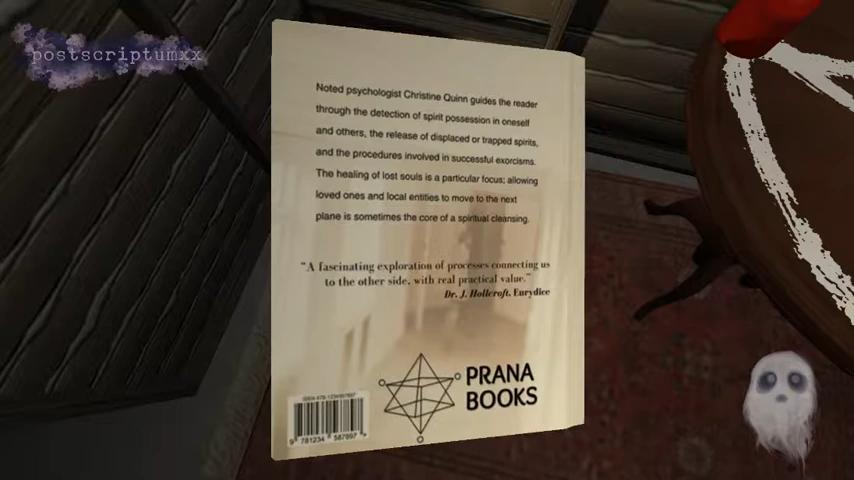 postscriptumxx
Noted psychologist Christine Quinn guides the reader
through the detection of spirit possession in oneself
and others, the release of displaced or trapped spirits,
and the procedures involved in successful exorcisms.
The healing of lost souls is a particular focus; allowing
loved ones and local entities to move to the next
plane is sometimes the core of a spiritual cleansing.
"A fascinating exploration of processes connecting us
to the other side, with real practical value."
Dr. J. Hollcroft, Eurydice
PRANA
BOOKS
9 781234 587897 >